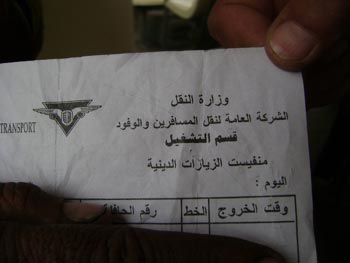 وزارة النقل
الشركة العامة لنقل المسافرين والوفود
TRANSPORT
قسم التشغيل
منفيست الزيارات الدينية
اليوم :
وقت الخروج الخط رقم الحافلة